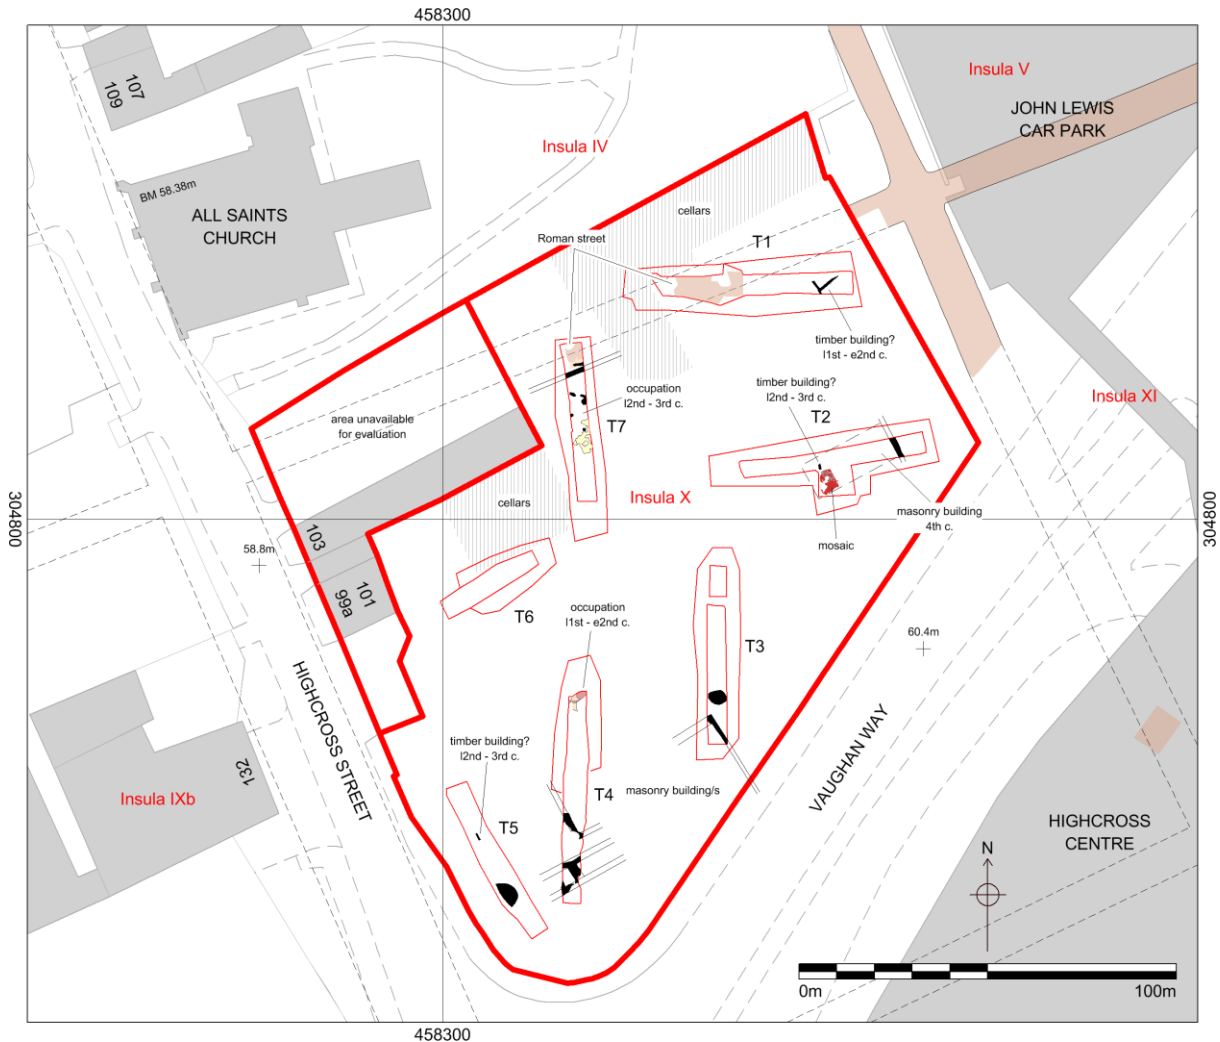 458300
Insula V
JOHN LEWIS
CAR PARK
107
109
Insula IV
BM 58.38m
ALL SAINTS
CHURCH
cellars
Roman street
T1
timber building?
l1st - e2nd c.
timber building?
l2nd - 3rd c.
occupation
l2nd - 3rd c.
Insula XI
area unavailable
for evaluation
T7
T2
cellars
Insula X
masonry building
4th c.
304800
304800
103
mosaic
58.8m
101
99a
occupation
l1st - e2nd c.
T6
T3
60.4m
HIGHCROSS STREET
timber building?
l2nd - 3rd c.
VAUGHAN WAY
132
Insula IXb
T4
masonry building/s
T5
HIGHCROSS
CENTRE
N
0m
100m
458300